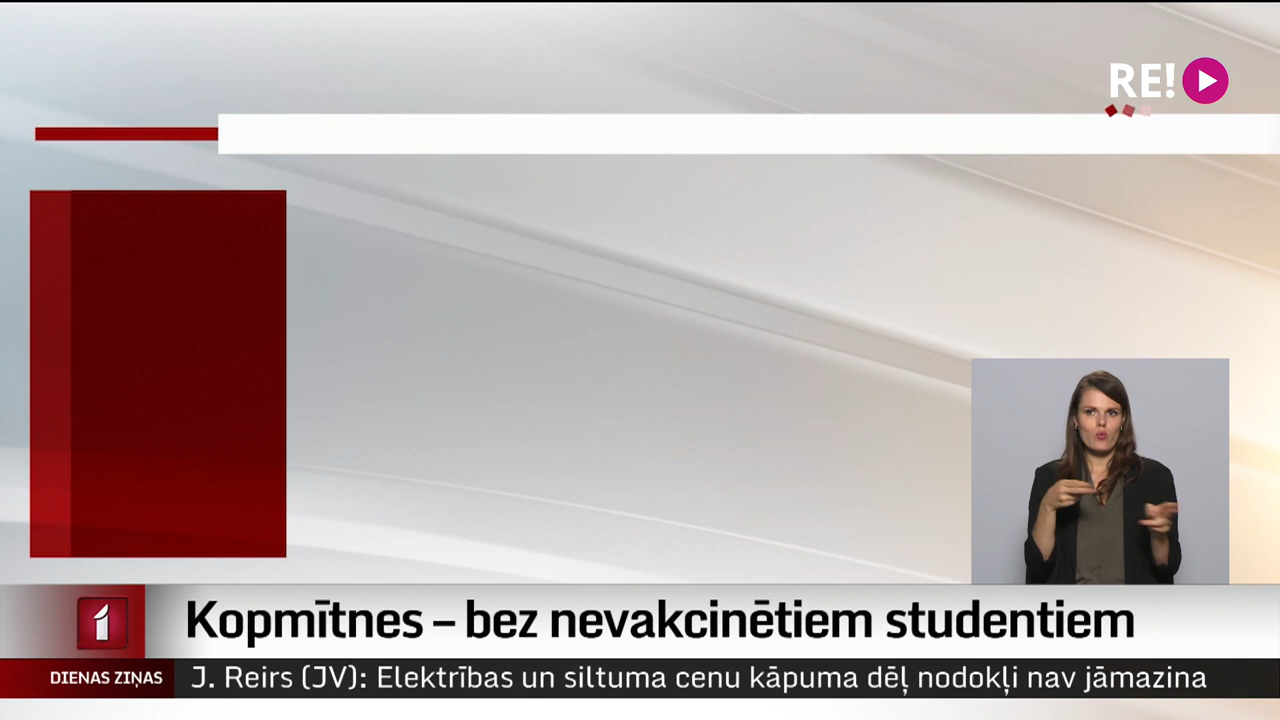 RE!
1
Kopmītnes – bez nevakcinētiem studentiem
DIENAS ZIŅAS
J. Reirs (JV): Elektrības un siltuma cenu kāpuma dēļ nodokļi nav jāmazina